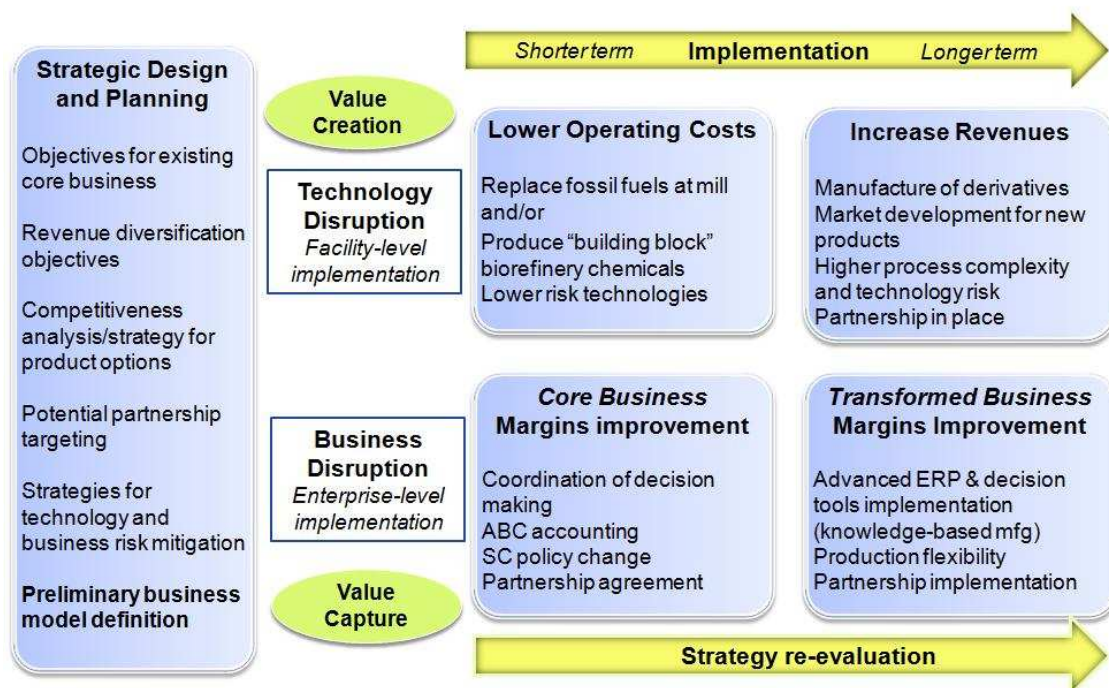 Strategic Design
and Planning
Objectives for existing
core business
Revenue diversification
objectives
Competitiveness
analysis/strategy for
product options
Potential partnership
targeting
Strategies for
technology and
business risk mitigation
Preliminary business
model definition
Value
Creation
Technology
Disruption
Facility-level
implementation
Business
Disruption
Enterprise-level
implementation
Value
Capture
Shorter term Implementation Longer term
Lower Operating Costs
Replace fossil fuels at mill
and/or
Produce “building block”
biorefinery chemicals
Lower risk technologies
Increase Revenues
Manufacture of derivatives
Market development for new
products
Higher process complexity
and technology risk
Partnership in place
Core Business
Margins improvement
Coordination of decision
making
ABC accounting
SC policy change
Partnership agreement
Transformed Business
Margins Improvement
Advanced ERP & decision
tools implementation
(knowledge-based mfg)
Production flexibility
Partnership implementation
Strategy re-evaluation